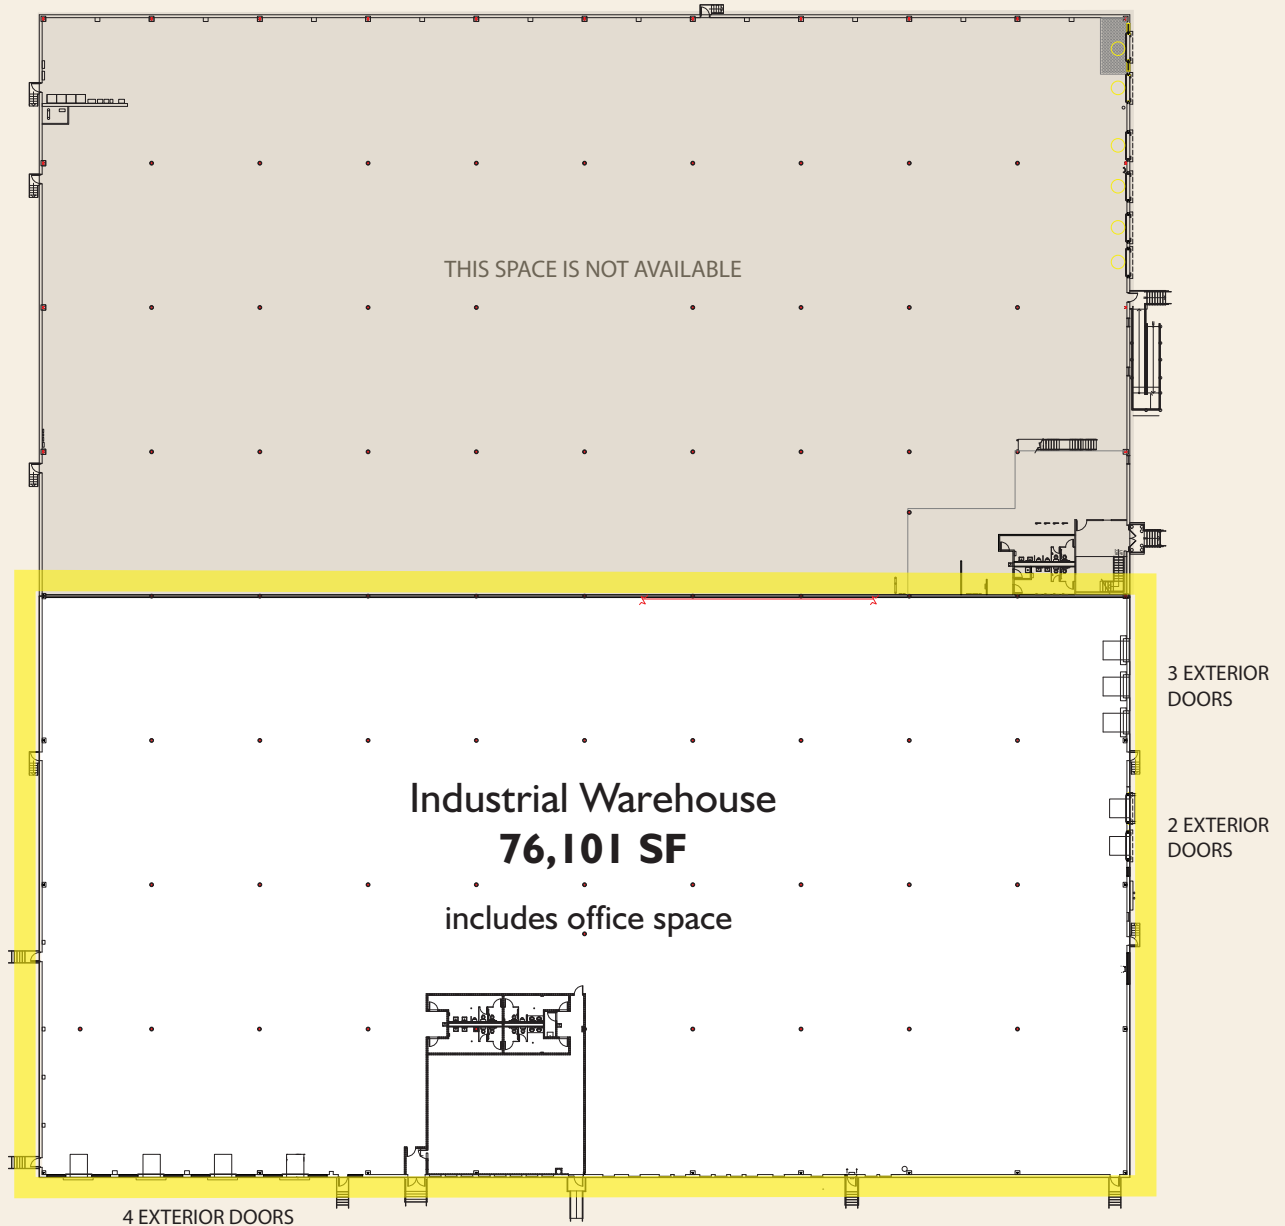 THIS SPACE IS NOT AVAILABLE
3 EXTERIOR
DOORS
Industrial Warehouse
76,101 SF
2 EXTERIOR
DOORS
includes office space
4 EXTERIOR DOORS